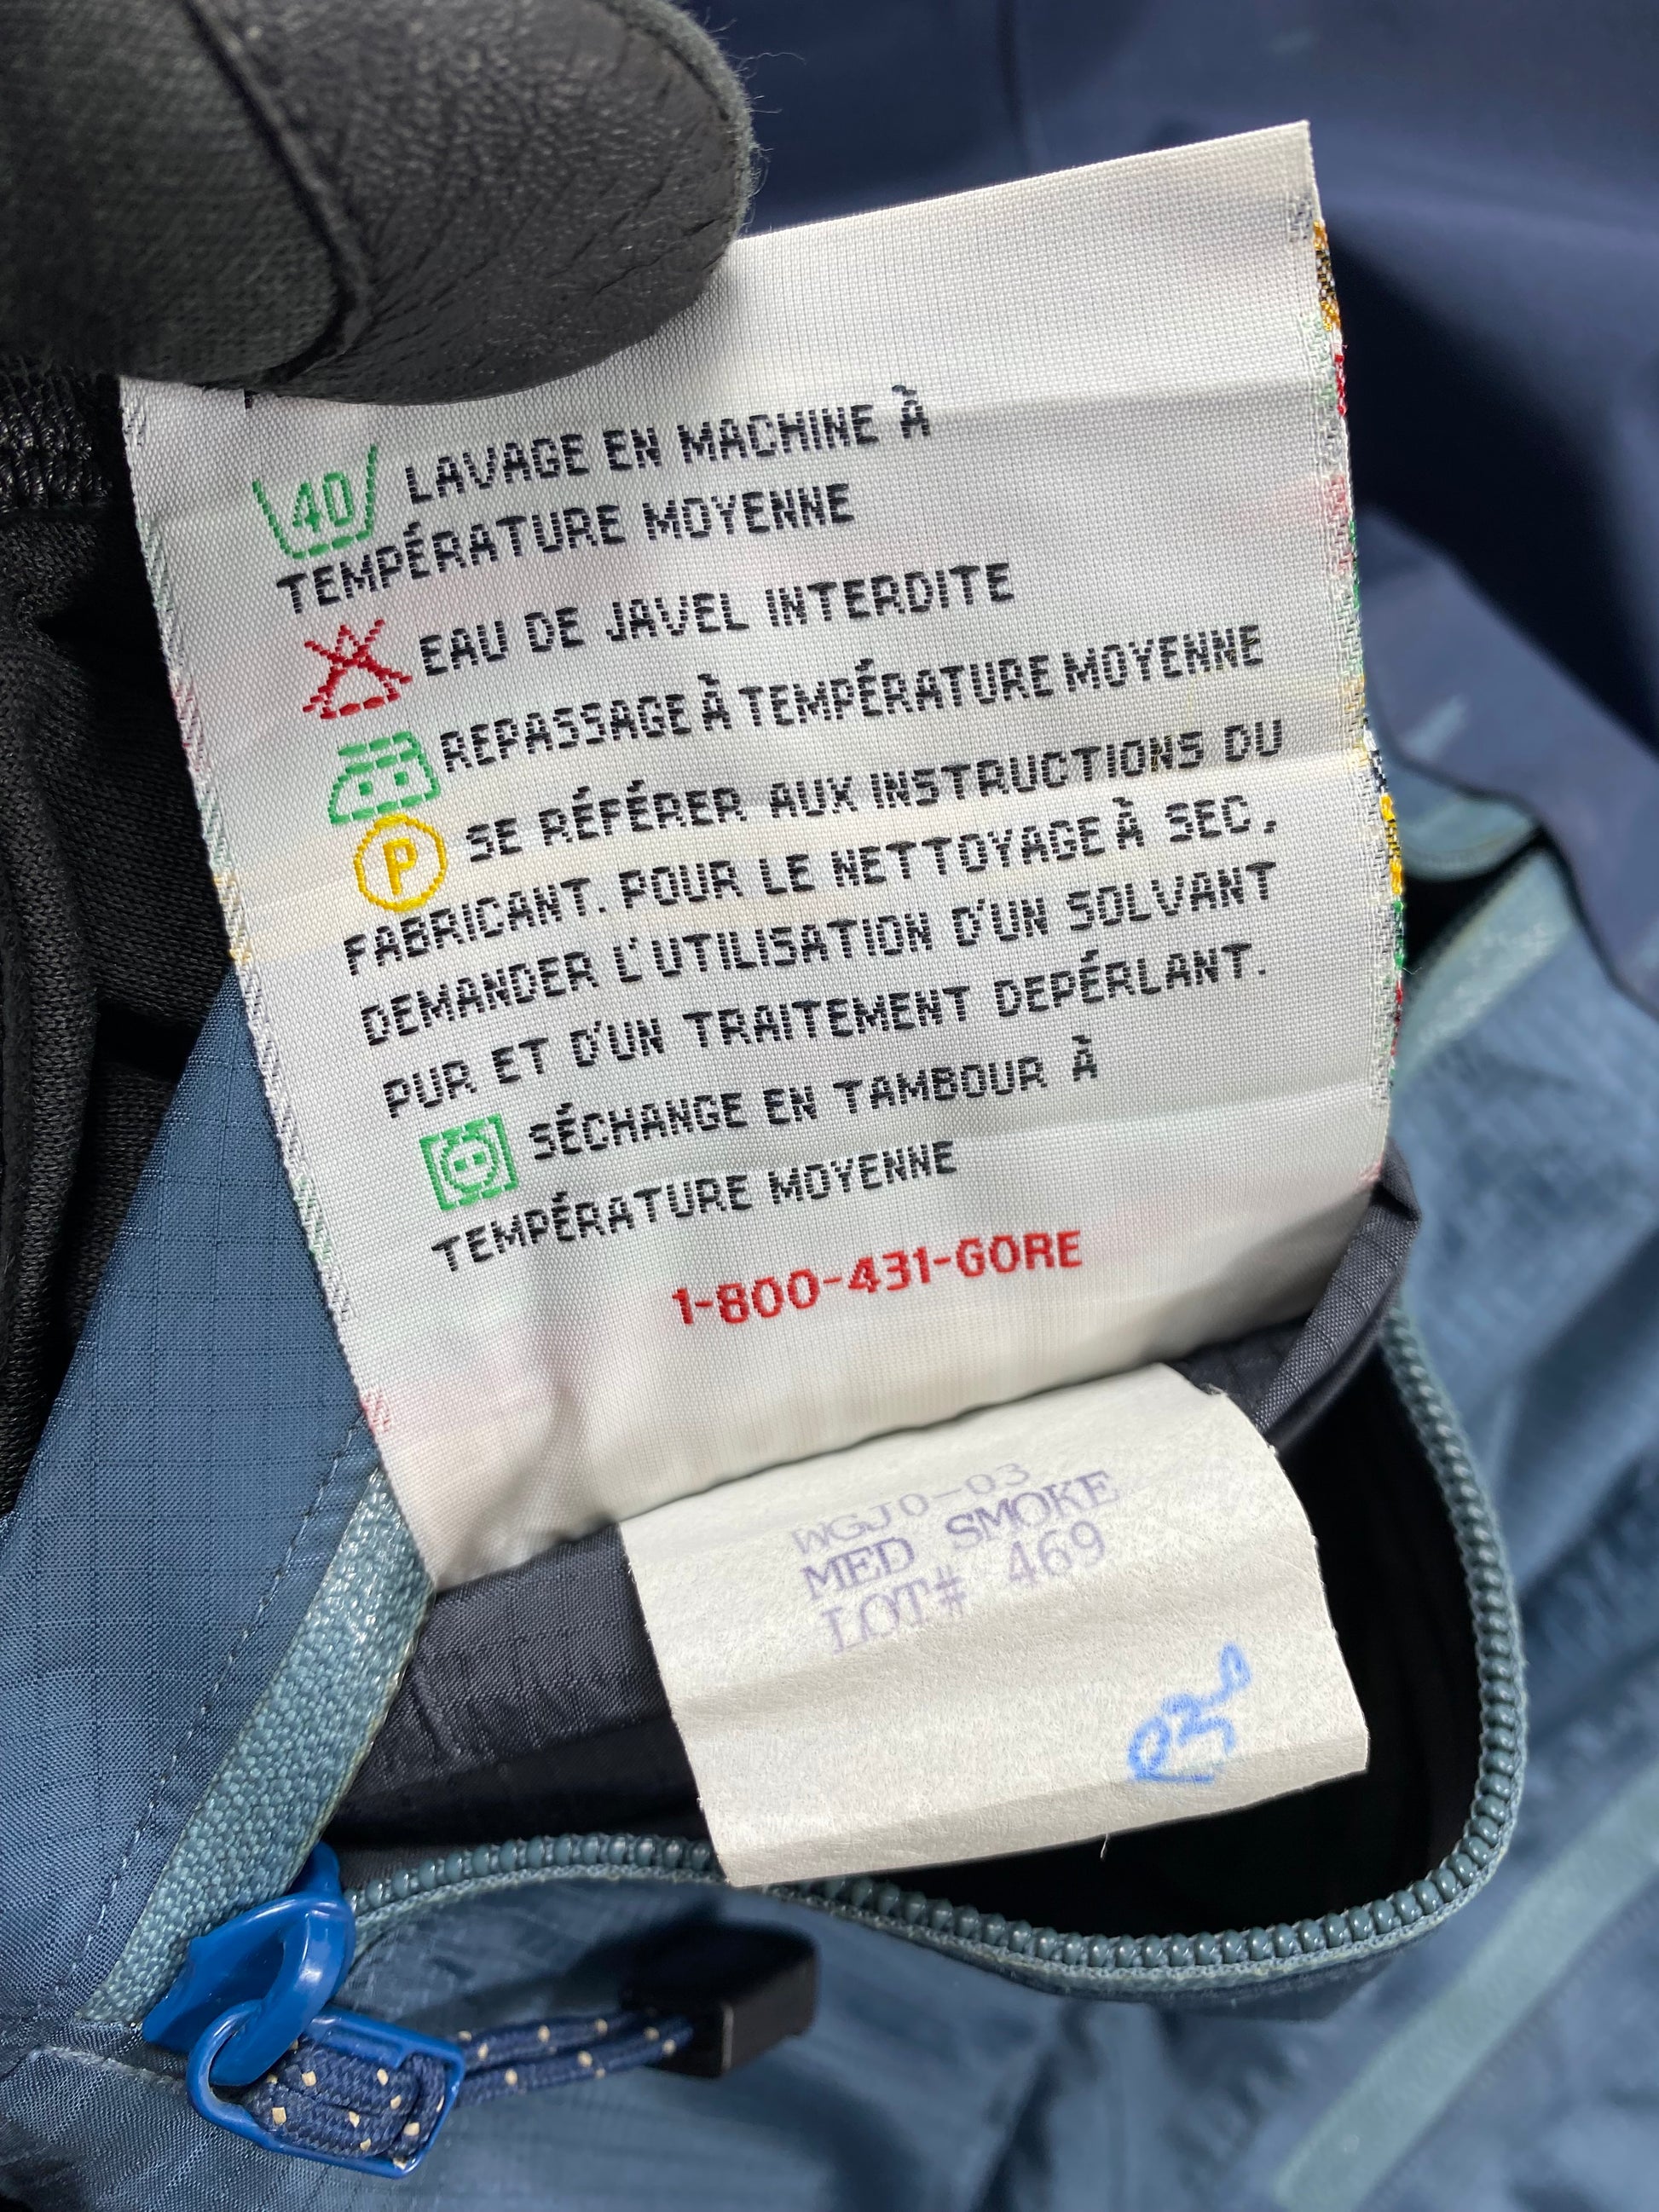 40 LAVAGE EN MACHINE À
TEMPÉRATURE MOYENNE
EAU DE JAVEL INTERDITE
REPASSAGE À TEMPÉRATURE MOYENNE
P SE RÉFÉRER AUX INSTRUCTIONS DU
FABRICANT. POUR LE NETTOYAGE À SEC,
DEMANDER L'UTILISATION D'UN SOLVANT
PUR ET D'UN TRAITEMENT DEPÉRLANT.
SÉCHANGE EN TAMBOUR À
TEMPÉRATURE MOYENNE
1-800-431-GORE
WGJ0-03
MED SMOKE
LOT# 469